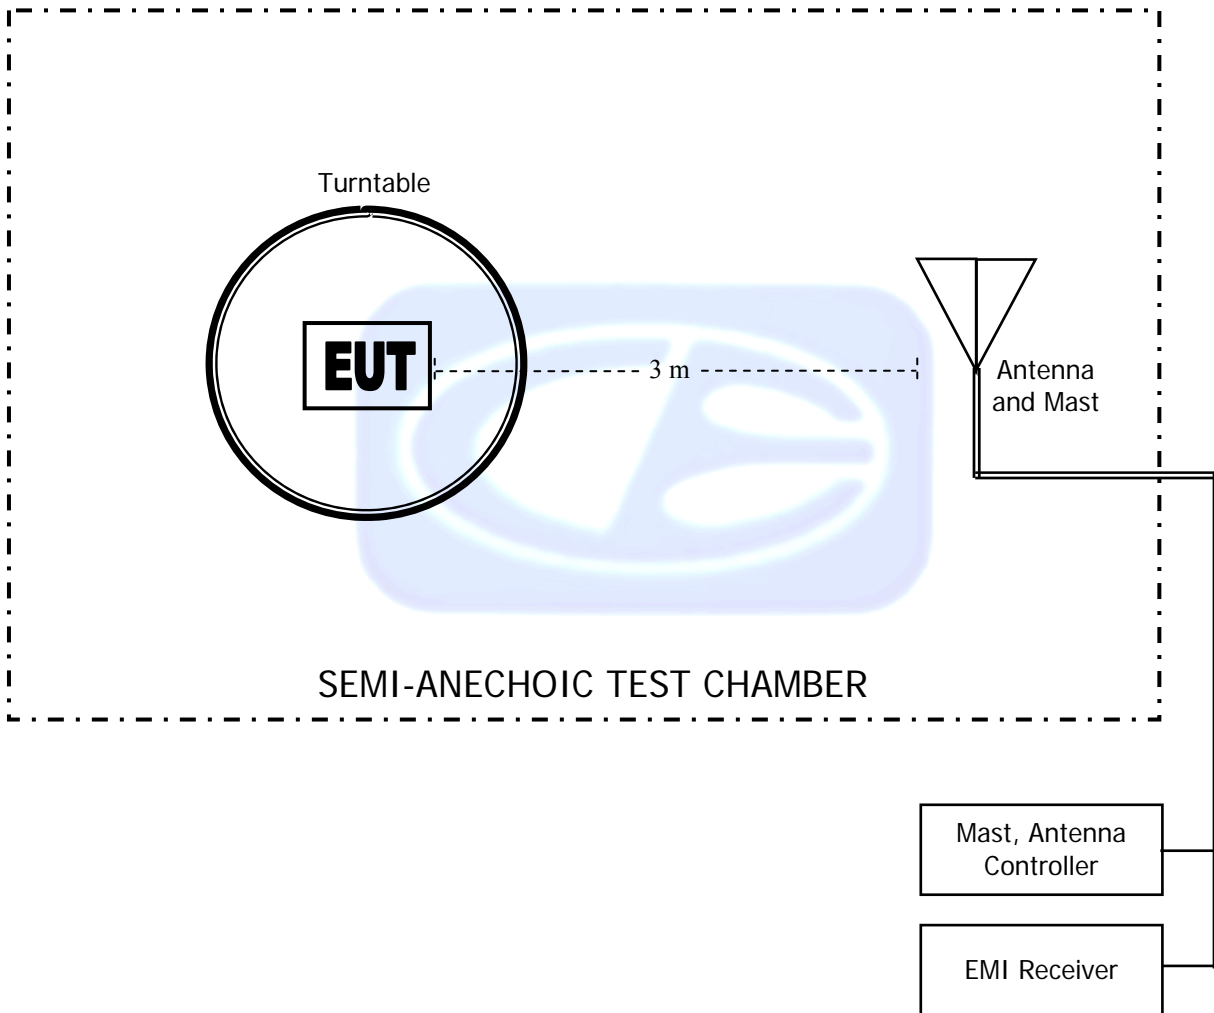 Turntable
EUT
3 m
Antenna
and Mast
SEMI-ANECHOIC TEST CHAMBER
Mast, Antenna
Controller
EMI Receiver